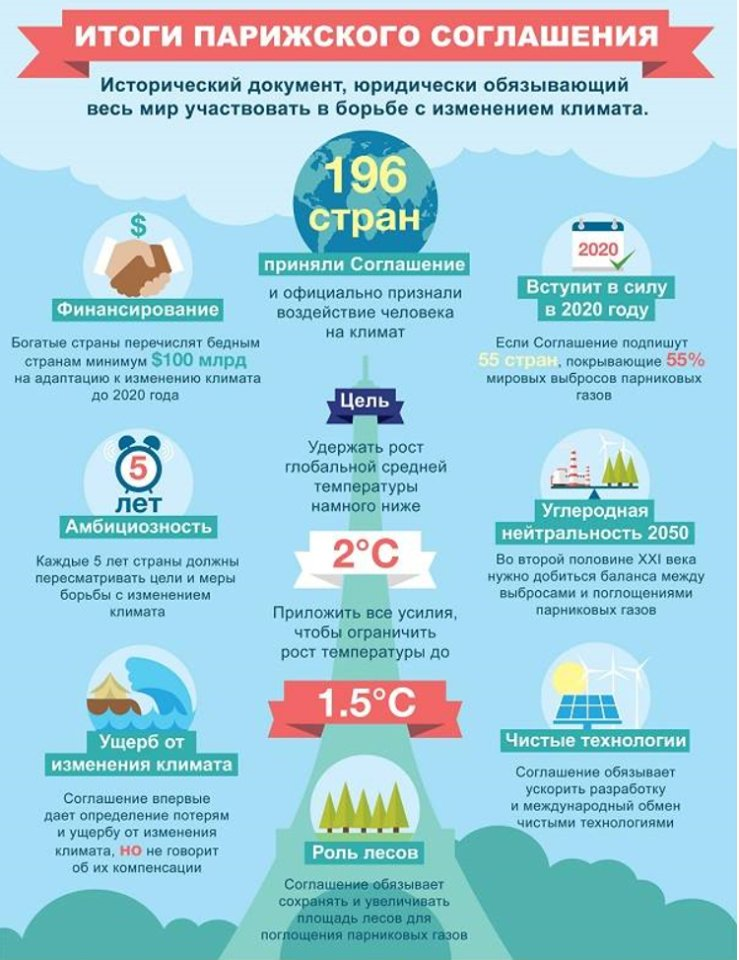 ИТОГИ ПАРИЖСКОГО СОГЛАШЕНИЯ
Исторический документ, юридически обязывающий
весь мир участвовать в борьбе с изменением климата.
196
стран
приняли Соглашение
и официально признали
воздействие человека
на климат
$
Финансирование
Богатые страны перечислят бедным
странам минимум $100 млрд
на адаптацию к изменению климата
до 2020 года
2020
Вступит в силу
в 2020 году
Если Соглашение подпишут
55 стран, покрывающие 55%
мировых выбросов парниковых
газов
Цель
Удержать рост
глобальной средней
температуры
намного ниже
2°C
Приложить все усилия,
чтобы ограничить
рост температуры до
1.5°C
5
лет
Амбициозность
Каждые 5 лет страны должны
пересматривать цели и меры
борьбы с изменением
климата
Углеродная
нейтральность 2050
Во второй половине XXI века
нужно добиться баланса между
выбросами и поглощениями
парниковых газов
Ущерб от
изменения климата
Соглашение впервые
дает определение потерям
и ущербу от изменения
климата, но не говорит
об их компенсации
Чистые технологии
Соглашение обязывает
ускорить разработку
и международный обмен
чистыми технологиями
Роль лесов
Соглашение обязывает
сохранять и увеличивать
площадь лесов для
поглощения парниковых газов